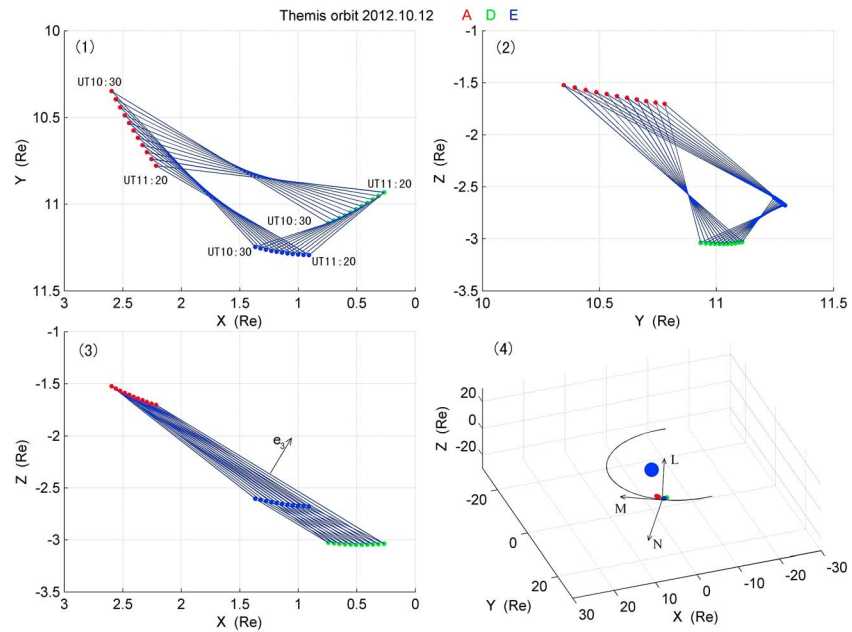 Themis orbit 2012.10.12 A D E
(1)
10
10.5
11
11.5
Y (Re)
3
2.5
2
1.5
1
0.5
0
X (Re)
UT10:30
UT11:20
UT11:20
UT10:30
UT10:30
UT11:20
(2)
-1
-1.5
-2
-2.5
-3
-3.5
Z (Re)
10
10.5
11
11.5
Y (Re)
(3)
-1
-1.5
-2
-2.5
-3
-3.5
Z (Re)
3
2.5
2
1.5
1
0.5
0
X (Re)
e3
(4)
20
0
-20
Z (Re)
-20
0
20
Y (Re)
30
20
10
0
-10
-20
-30
X (Re)
L
M
N